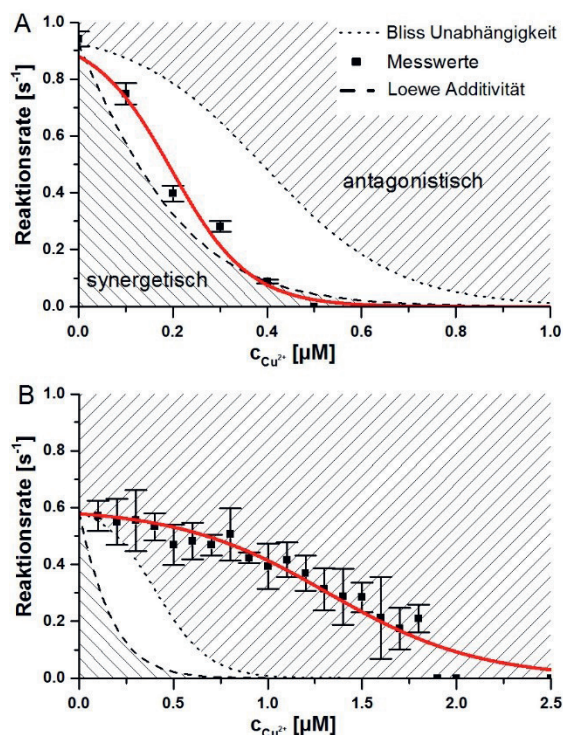 A
Reaktionsrate [s⁻¹]
1.0
0.8
0.6
0.4
0.2
0.0
Bliss Unabhängigkeit
Messwerte
Loewe Additivität
antagonistisch
synergetisch
0.0 0.2 0.4 0.6 0.8 1.0
c_Cu²⁺ [µM]
B
Reaktionsrate [s⁻¹]
1.0
0.8
0.6
0.4
0.2
0.0
0.0 0.5 1.0 1.5 2.0 2.5
c_Cu²⁺ [µM]